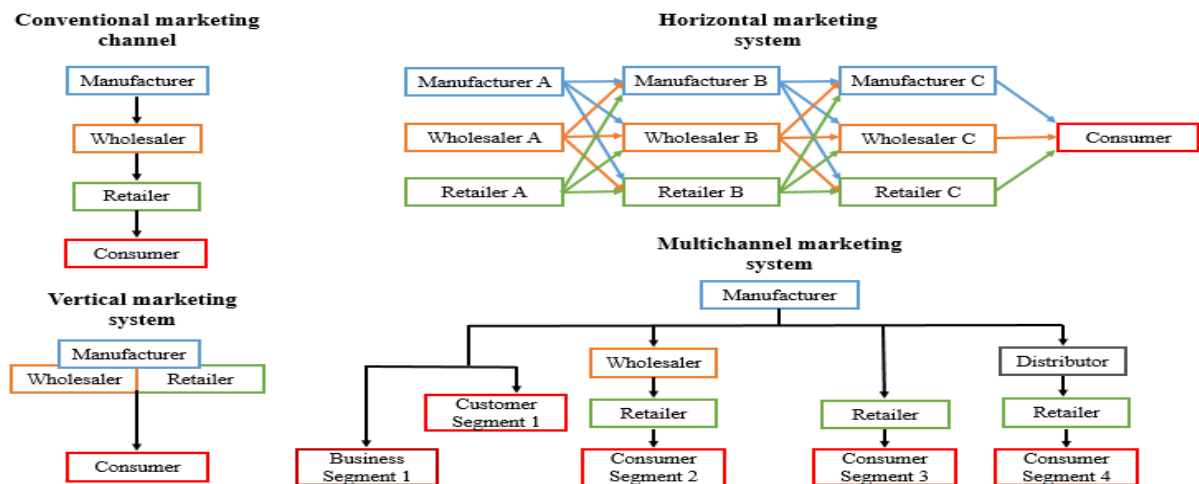 Conventional marketing
channel
Manufacturer
Wholesaler
Retailer
Consumer
Horizontal marketing
system
Manufacturer A
Manufacturer B
Manufacturer C
Wholesaler A
Wholesaler B
Wholesaler C
Consumer
Retailer A
Retailer B
Retailer C
Vertical marketing
system
Manufacturer
Wholesaler
Retailer
Consumer
Multichannel marketing
system
Manufacturer
Wholesaler
Distributor
Customer
Segment 1
Retailer
Retailer
Retailer
Business
Segment 1
Consumer
Segment 2
Consumer
Segment 3
Consumer
Segment 4